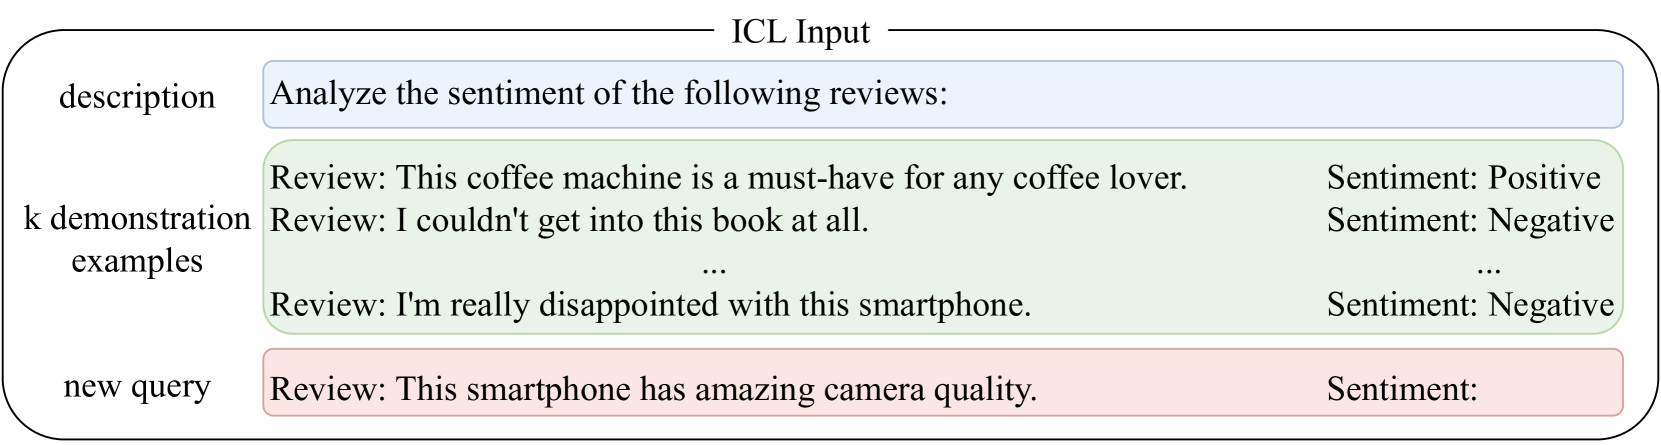 ICL Input
description
Analyze the sentiment of the following reviews:
k demonstration
examples
Review: This coffee machine is a must-have for any coffee lover. Sentiment: Positive
Review: I couldn't get into this book at all. Sentiment: Negative
... ...
Review: I'm really disappointed with this smartphone. Sentiment: Negative
new query
Review: This smartphone has amazing camera quality. Sentiment: